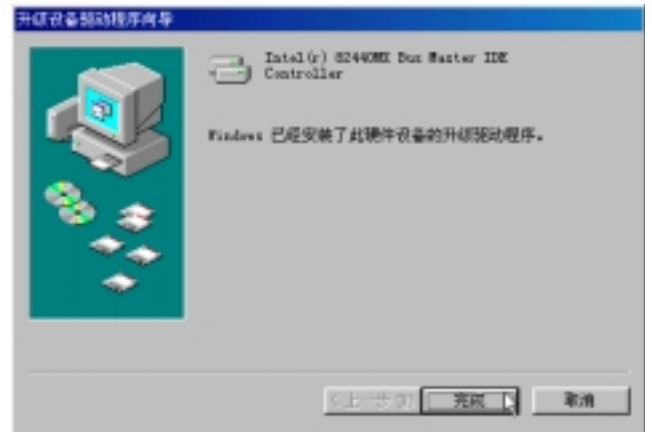 升级设备驱动程序向导
Intel(r) 82440MX Bus Master IDE
Controller
Windows 已经安装了此硬件设备的升级驱动程序。
<上一步(B)
完成
取消